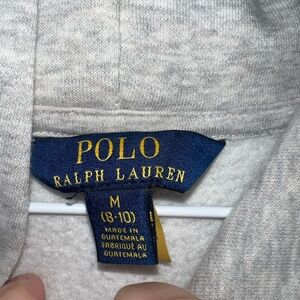 POLO
RALPH LAUREN
M
(8-10)
MADE IN
GUATEMALA
FABRIQUÉ AU
GUATEMALA